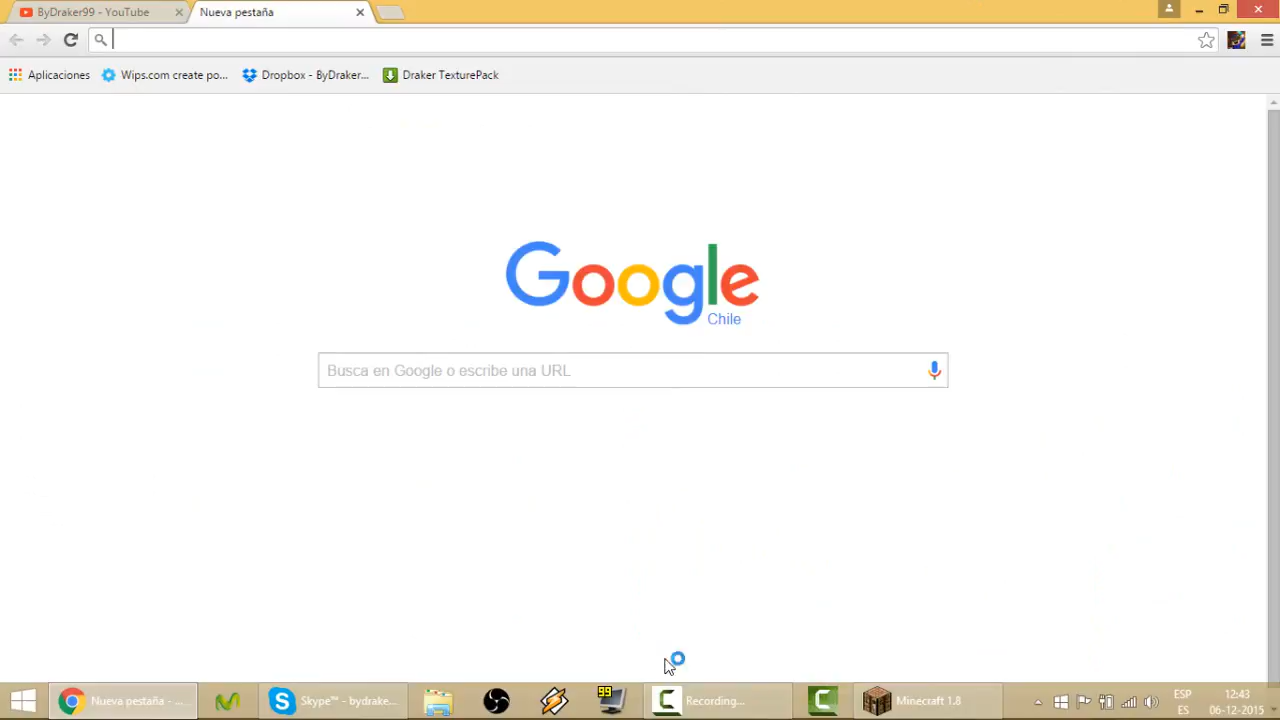 ByDraker99 - YouTube
Nueva pestaña
Aplicaciones
Wips.com create po...
Dropbox - ByDraker...
Draker TexturePack
Google
Chile
Busca en Google o escribe una URL
Nueva pestaña - ...
Skype™ - bydrake...
99
Recording...
Minecraft 1.8
ESP
ES
12:43
06-12-2015